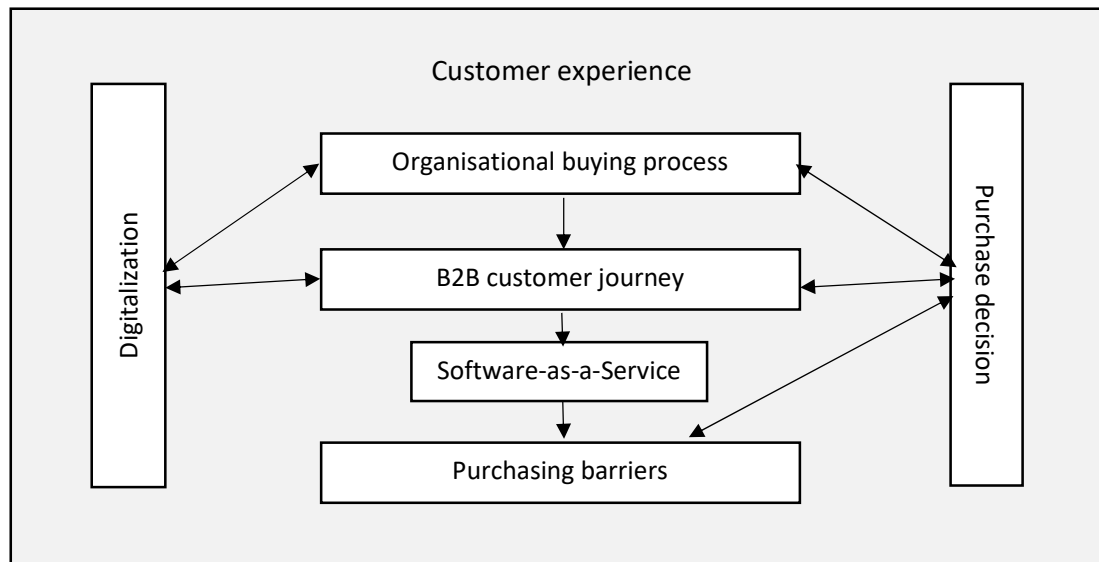 Customer experience
Digitalization
Organisational buying process
B2B customer journey
Software-as-a-Service
Purchasing barriers
Purchase decision